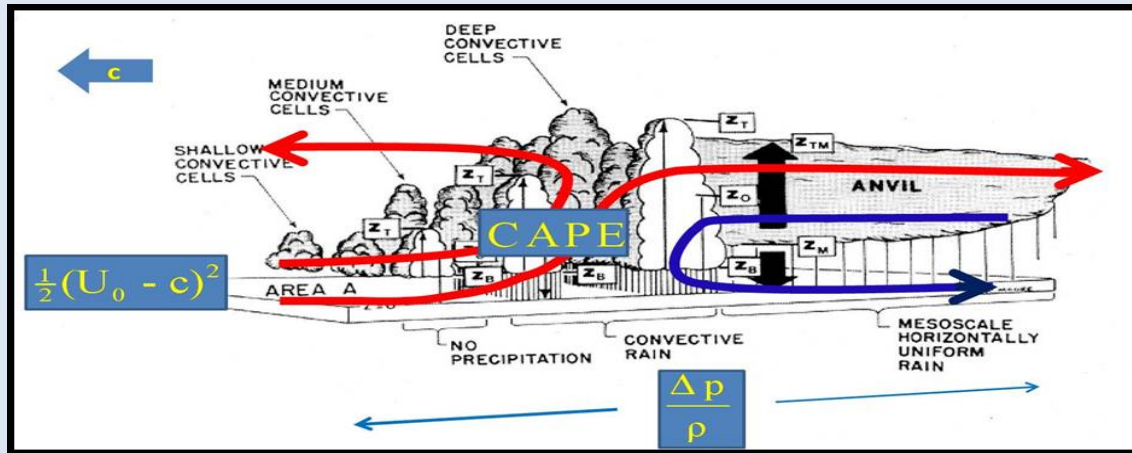 c
DEEP
CONVECTIVE
CELLS
MEDIUM
CONVECTIVE
CELLS
SHALLOW
CONVECTIVE
CELLS
Z_T
Z_TM
Z_T
ANVIL
Z_O
Z_T
CAPE
Z_M
Z_B
Z_B
Z_B
½(U₀ - c)²
AREA A
MOORE
NO
PRECIPITATION
CONVECTIVE
RAIN
MESOSCALE
HORIZONTALLY
UNIFORM
RAIN
Δp
ρ